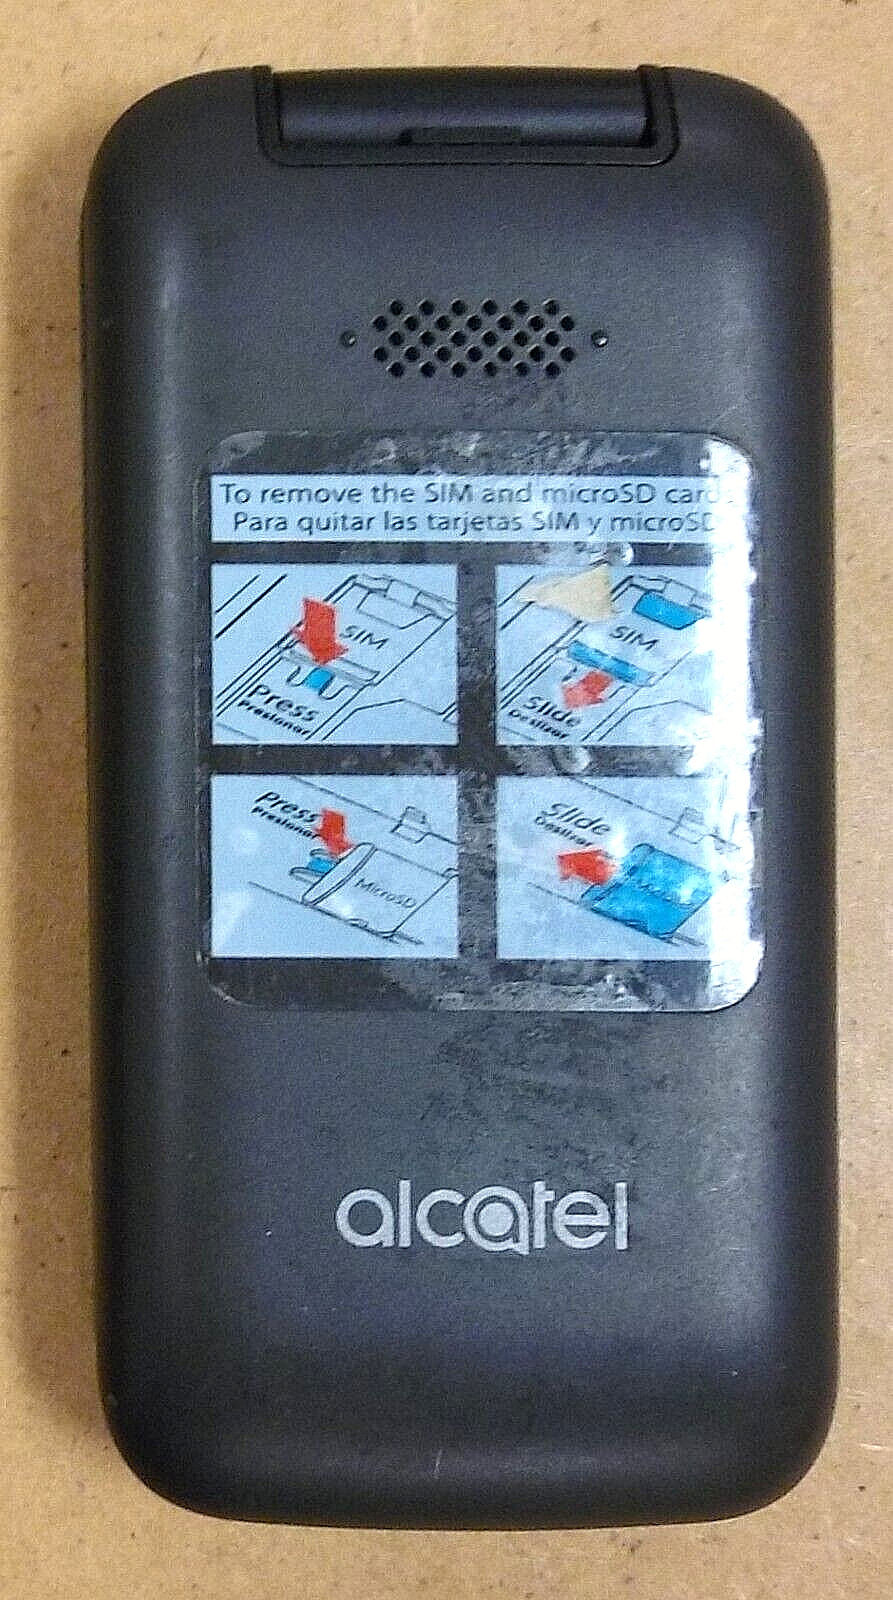 To remove the SIM and microSD card
Para quitar las tarjetas SIM y microSD
SIM
Press
Presionar
SIM
Slide
Deslizar
Press
Presionar
MicroSD
Slide
Deslizar
alcatel